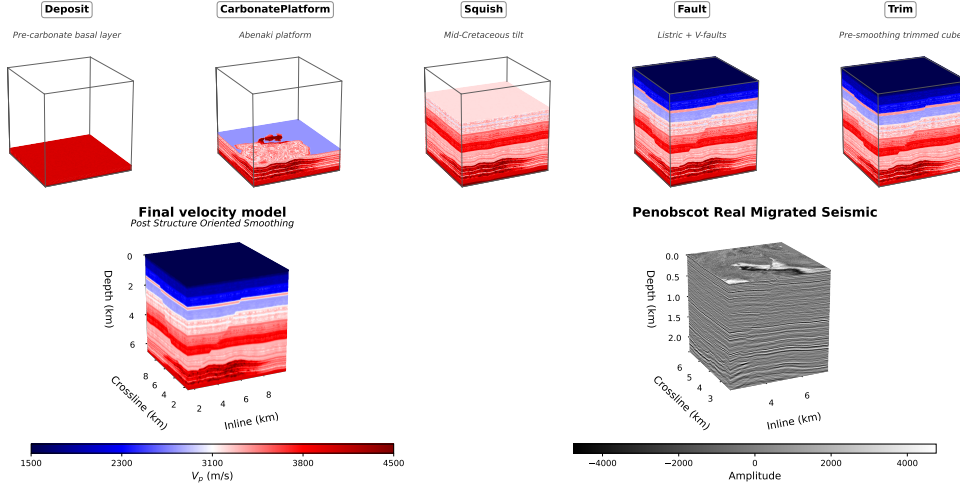 Deposit
CarbonatePlatform
Squish
Fault
Trim
Pre-carbonate basal layer
Abenaki platform
Mid-Cretaceous tilt
Listric + V-faults
Pre-smoothing trimmed cube
Final velocity model
Post Structure Oriented Smoothing
0
2
4
6
Depth (km)
8
6
4
2
Crossline (km)
2
4
6
8
Inline (km)
1500
2300
3100
3800
4500
Vp (m/s)
Penobscot Real Migrated Seismic
0.0
0.5
1.0
1.5
2.0
Depth (km)
6
5
4
3
Crossline (km)
4
6
Inline (km)
−4000
−2000
0
2000
4000
Amplitude